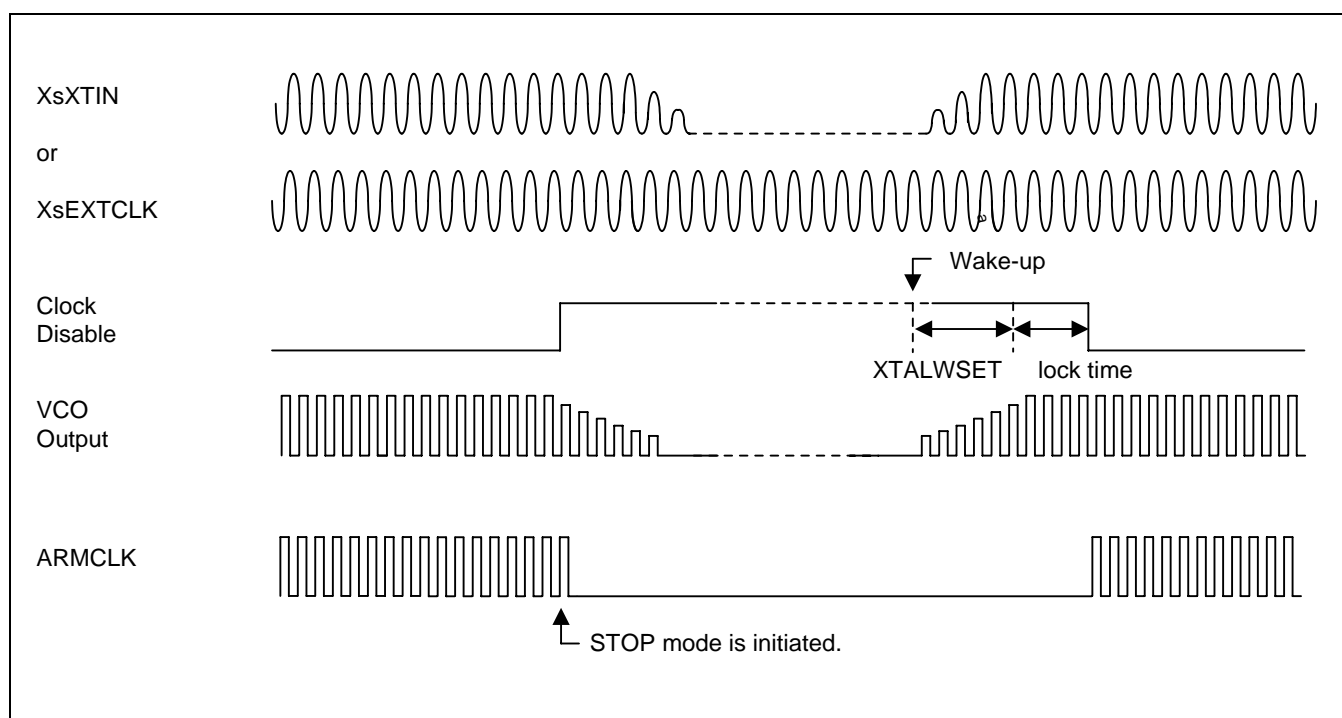 XsXTIN
or
XsEXTCLK
a
Wake-up
Clock
Disable
XTALWSET
lock time
VCO
Output
ARMCLK
STOP mode is initiated.